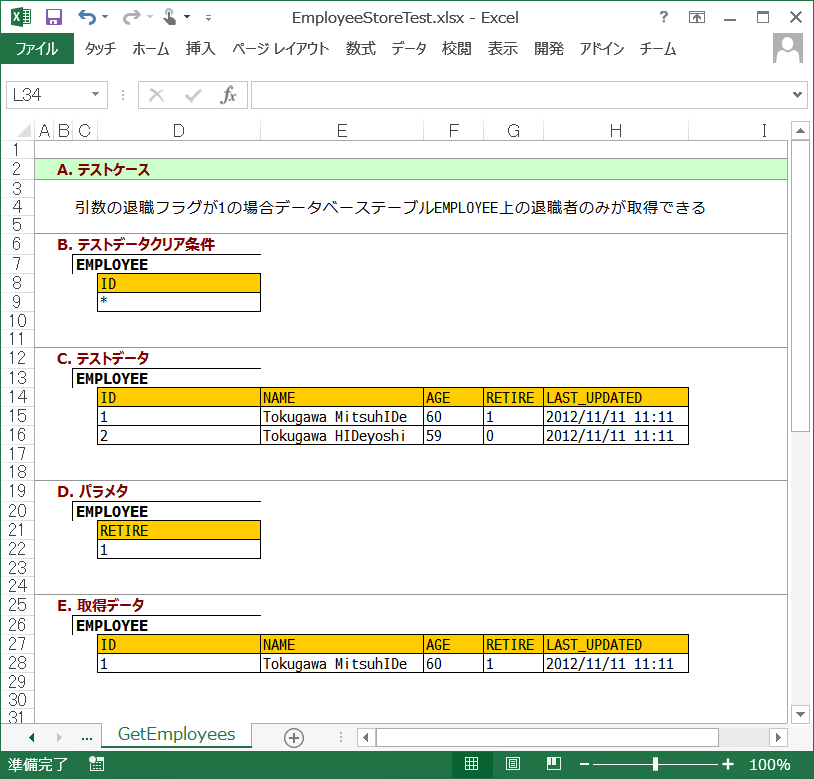 EmployeeStoreTest.xlsx - Excel
ファイル タッチ ホーム 挿入 ページ レイアウト 数式 データ 校閲 表示 開発 アドイン チーム
L34 fx
A B C D E F G H I
1
2 A. テストケース
3
4 引数の退職フラグが1の場合データベーステーブルEMPLOYEE上の退職者のみが取得できる
5
6 B. テストデータクリア条件
7 EMPLOYEE
8 ID
9 *
10
11
12 C. テストデータ
13 EMPLOYEE
14 ID NAME AGE RETIRE LAST_UPDATED
15 1 Tokugawa MitsuhIDe 60 1 2012/11/11 11:11
16 2 Tokugawa HIDeyoshi 59 0 2012/11/11 11:11
17
18
19 D. パラメタ
20 EMPLOYEE
21 RETIRE
22 1
23
24
25 E. 取得データ
26 EMPLOYEE
27 ID NAME AGE RETIRE LAST_UPDATED
28 1 Tokugawa MitsuhIDe 60 1 2012/11/11 11:11
29
30
31
... GetEmployees
準備完了 100%